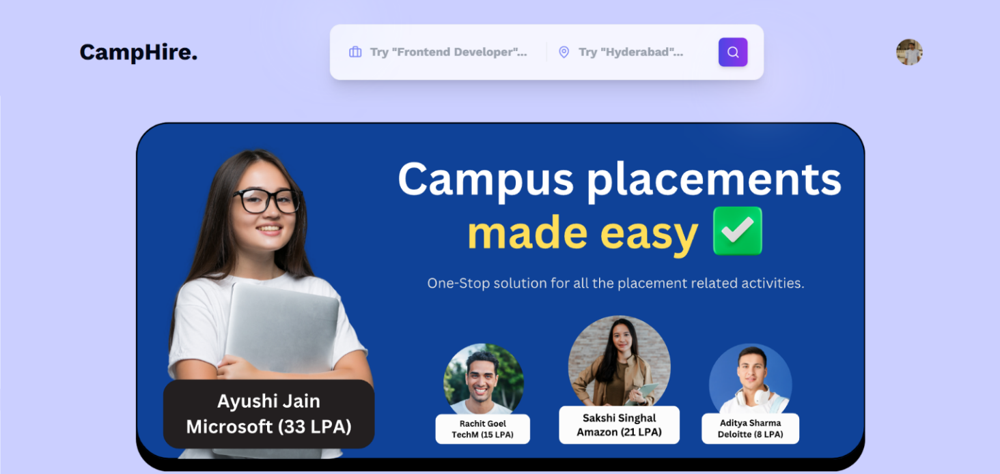 CampHire.
Try "Frontend Developer"...
Try "Hyderabad"...
Campus placements
made easy ✅
One-Stop solution for all the placement related activities.
Ayushi Jain
Microsoft (33 LPA)
Rachit Goel
TechM (15 LPA)
Sakshi Singhal
Amazon (21 LPA)
Aditya Sharma
Deloitte (8 LPA)